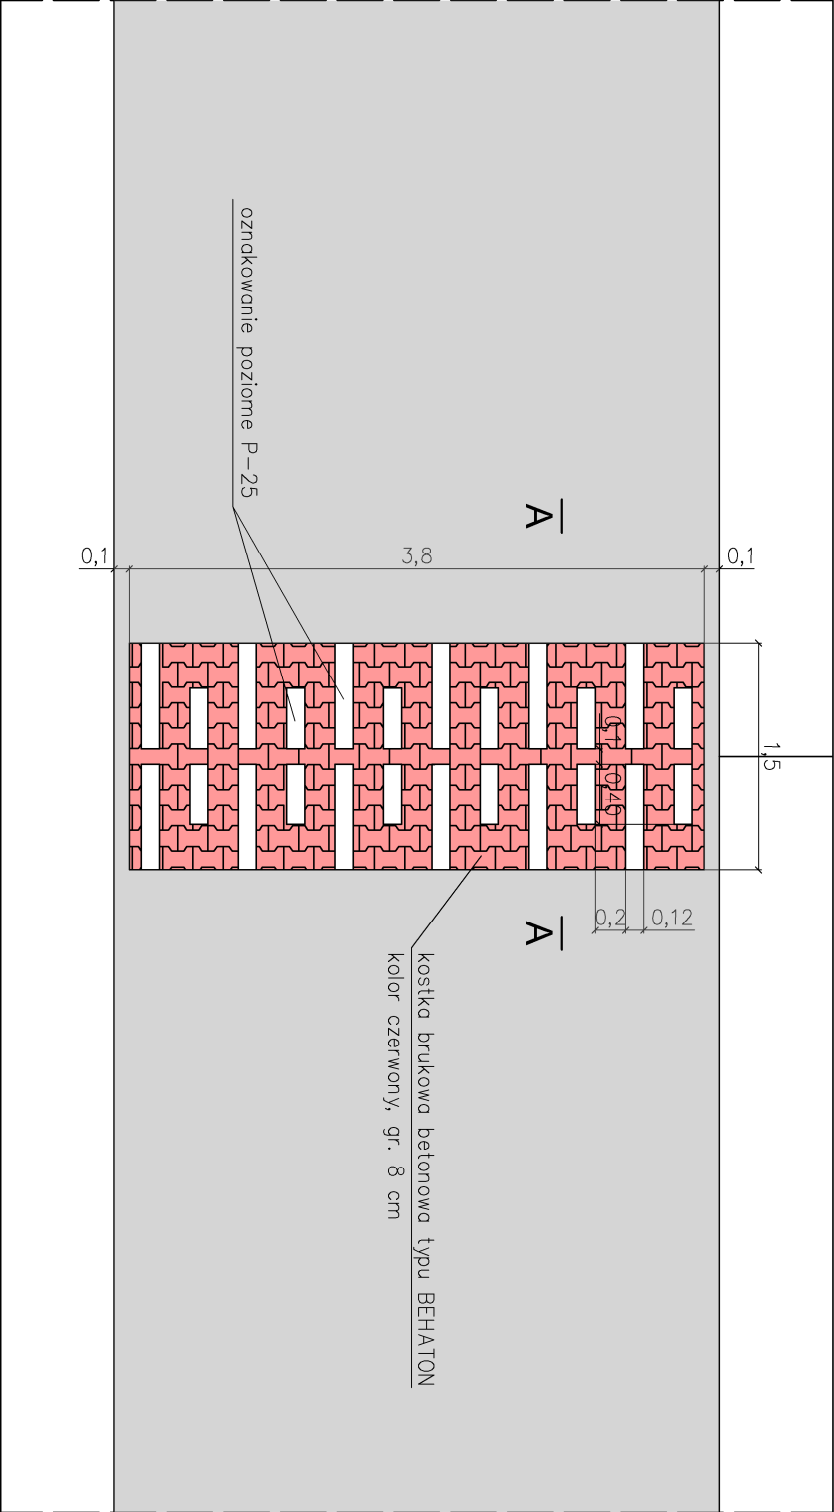 oznakowanie poziome P-25
A
0,1
3,8
0,1
1,5
0,1
0,40
0,2
0,12
A
kostka brukowa betonowa typu BEHATON
kolor czerwony, gr. 8 cm